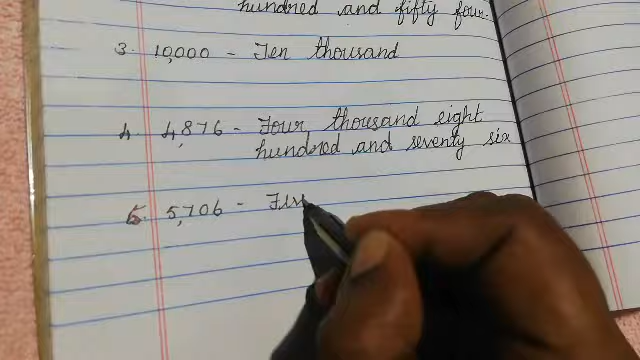 hundred and fifty four.
3. 10,000 - Ten thousand
4. 4,876 - Four thousand eight
hundred and seventy six
5. 5,706 - Fiv